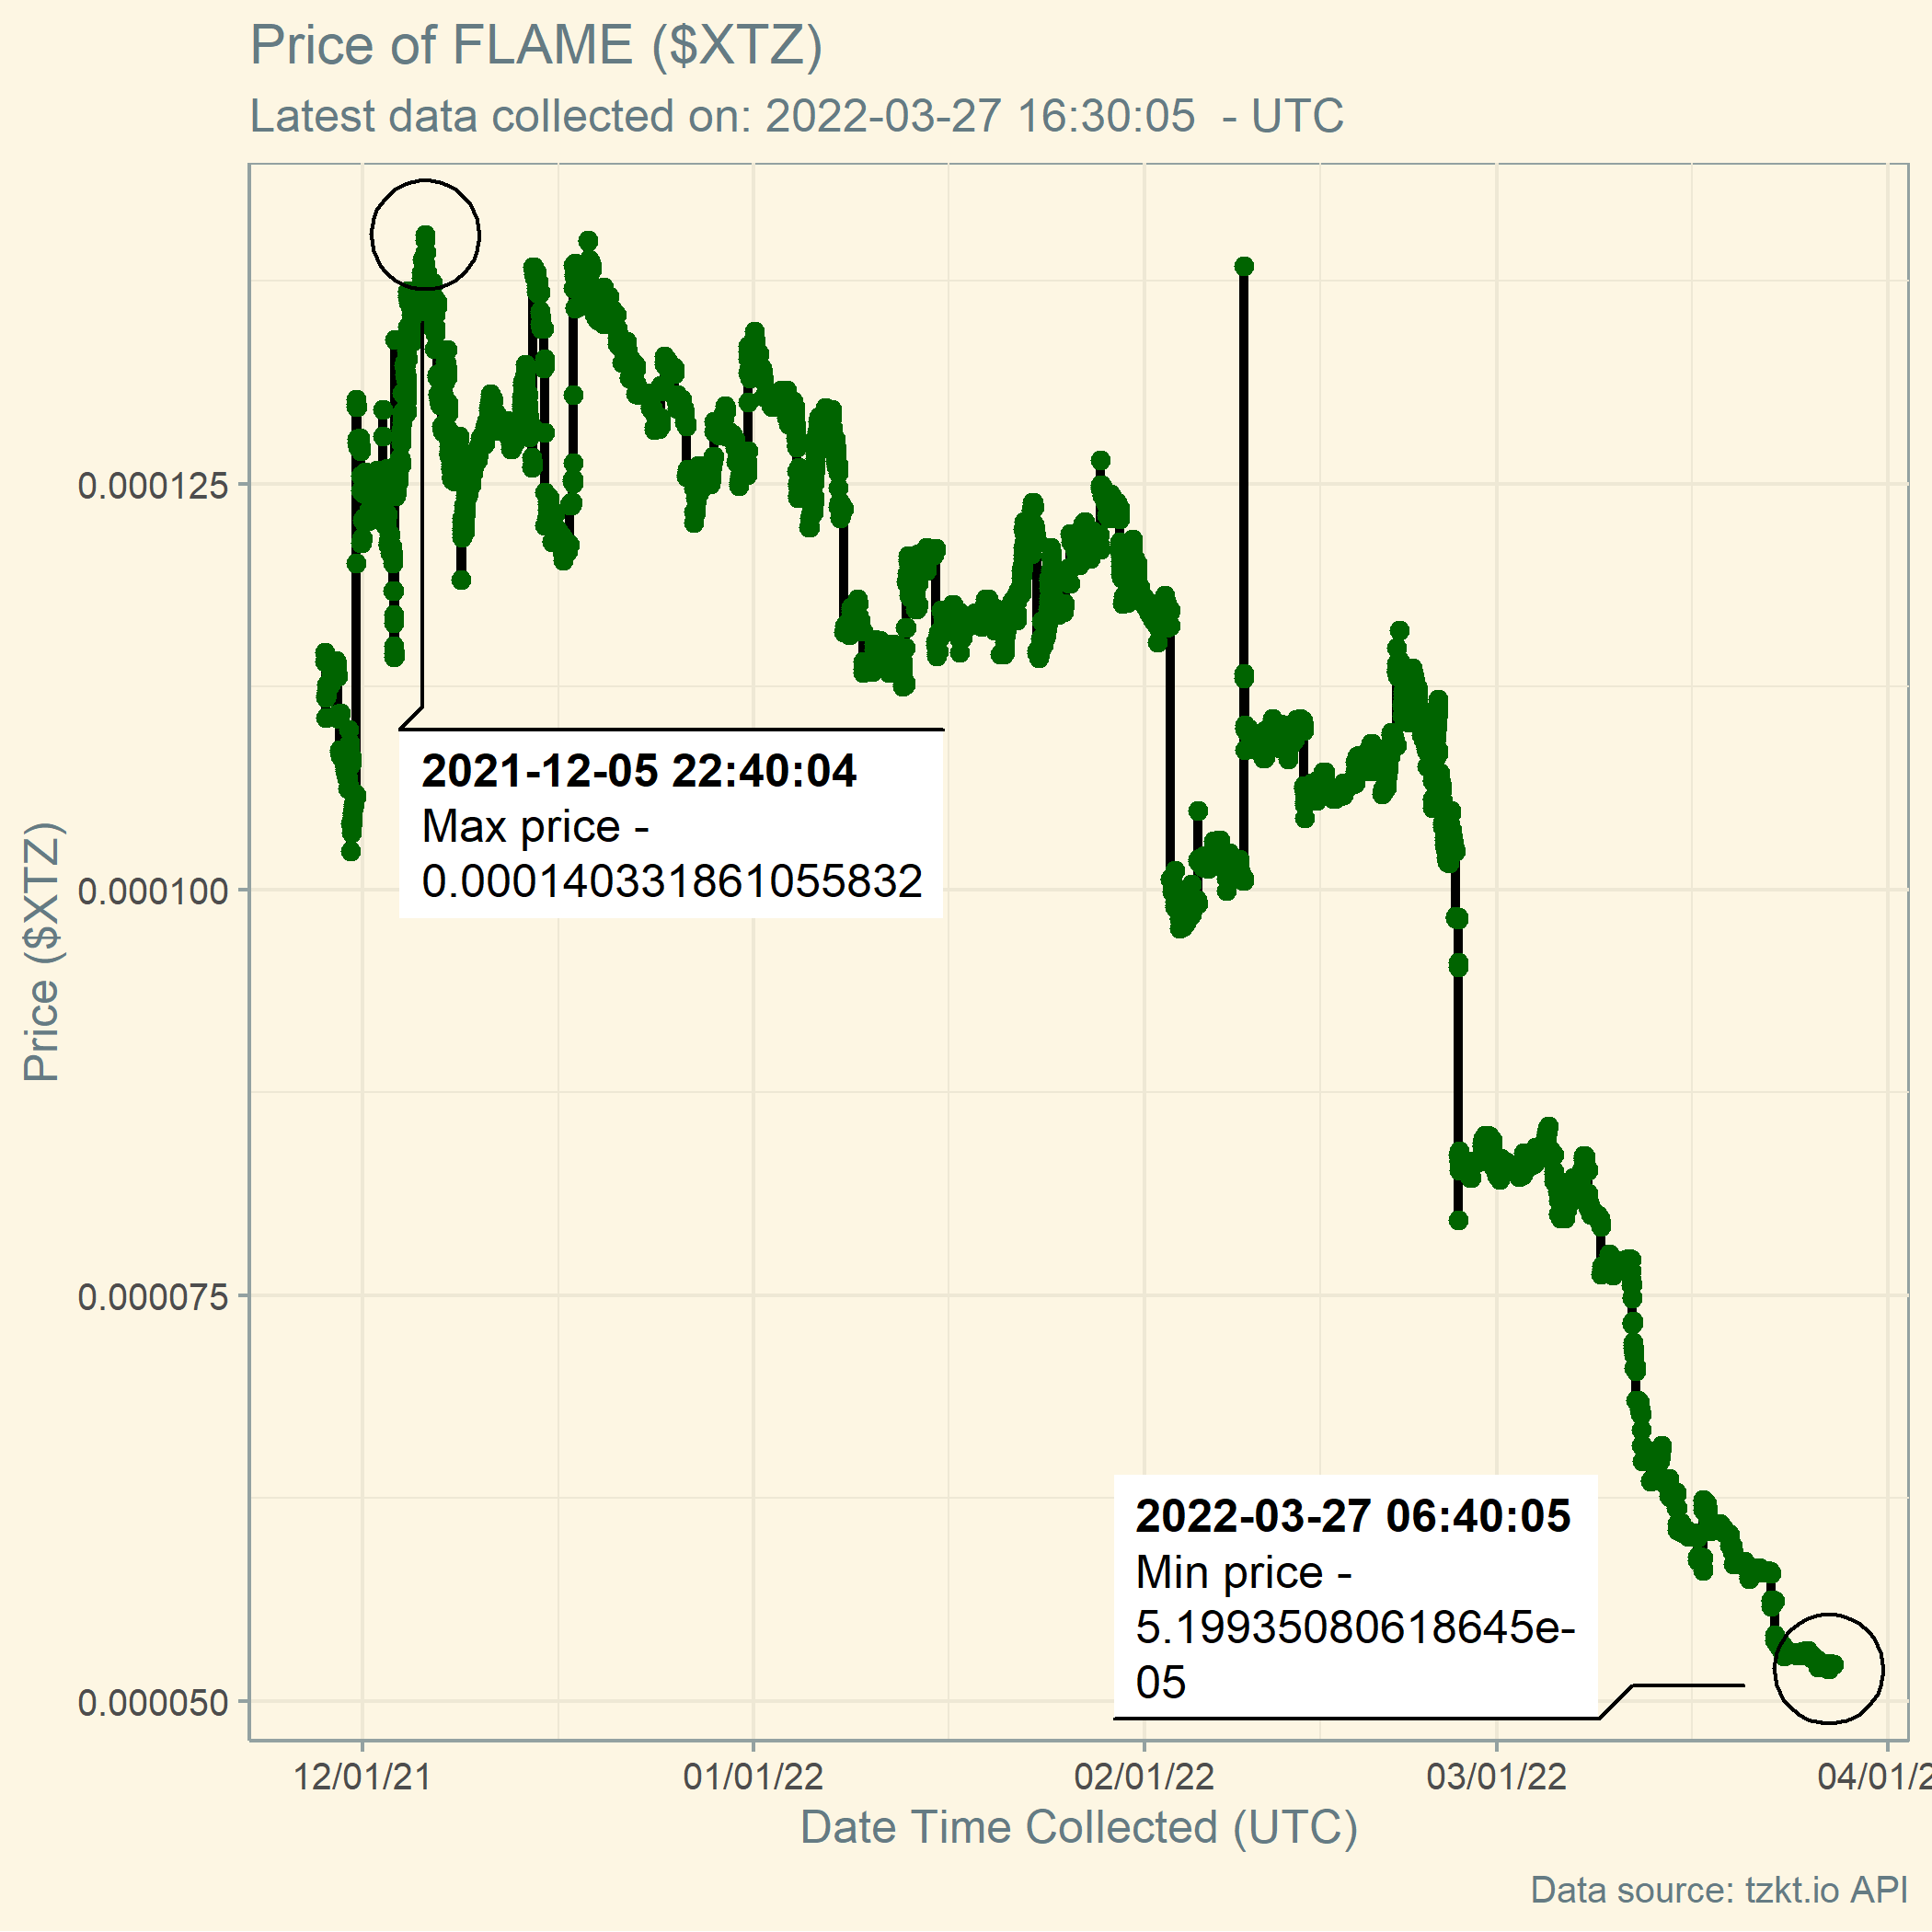 Price of FLAME ($XTZ)
Latest data collected on: 2022-03-27 16:30:05  - UTC
Price ($XTZ)
0.000125
0.000100
0.000075
0.000050
2021-12-05 22:40:04
Max price -
0.000140331861055832
2022-03-27 06:40:05
Min price -
5.19935080618645e-
05
12/01/21
01/01/22
02/01/22
03/01/22
04/01/2
Date Time Collected (UTC)
Data source: tzkt.io API